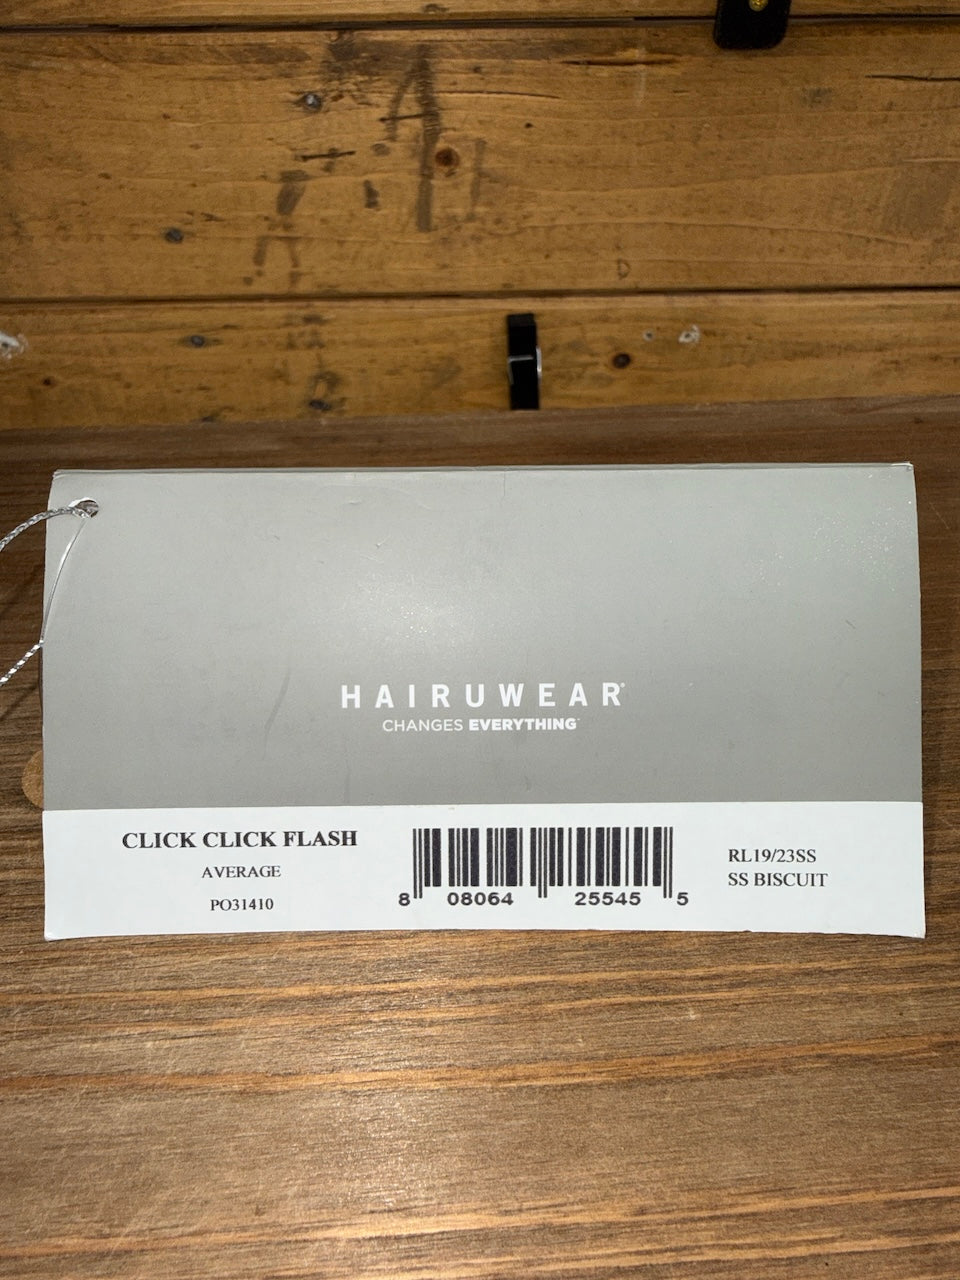 HAIRUWEAR®
CHANGES EVERYTHING
CLICK CLICK FLASH
AVERAGE
PO31410
8 08064 25545 5
RL19/23SS
SS BISCUIT